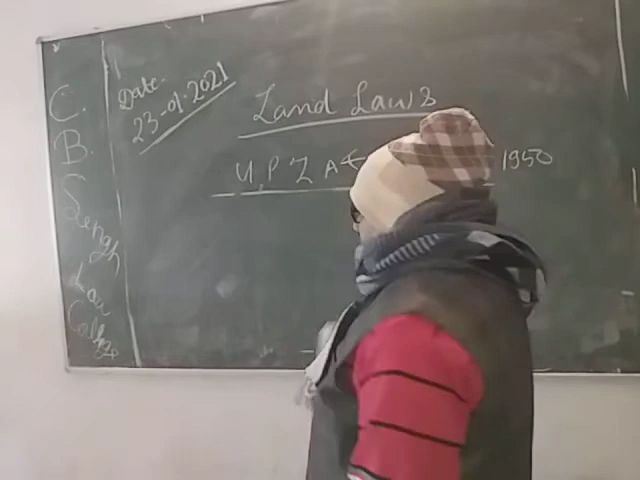 C.
B.
Singh
Law
College
Date.
23-01-2021
Land Laws
U.P Z A & 1950